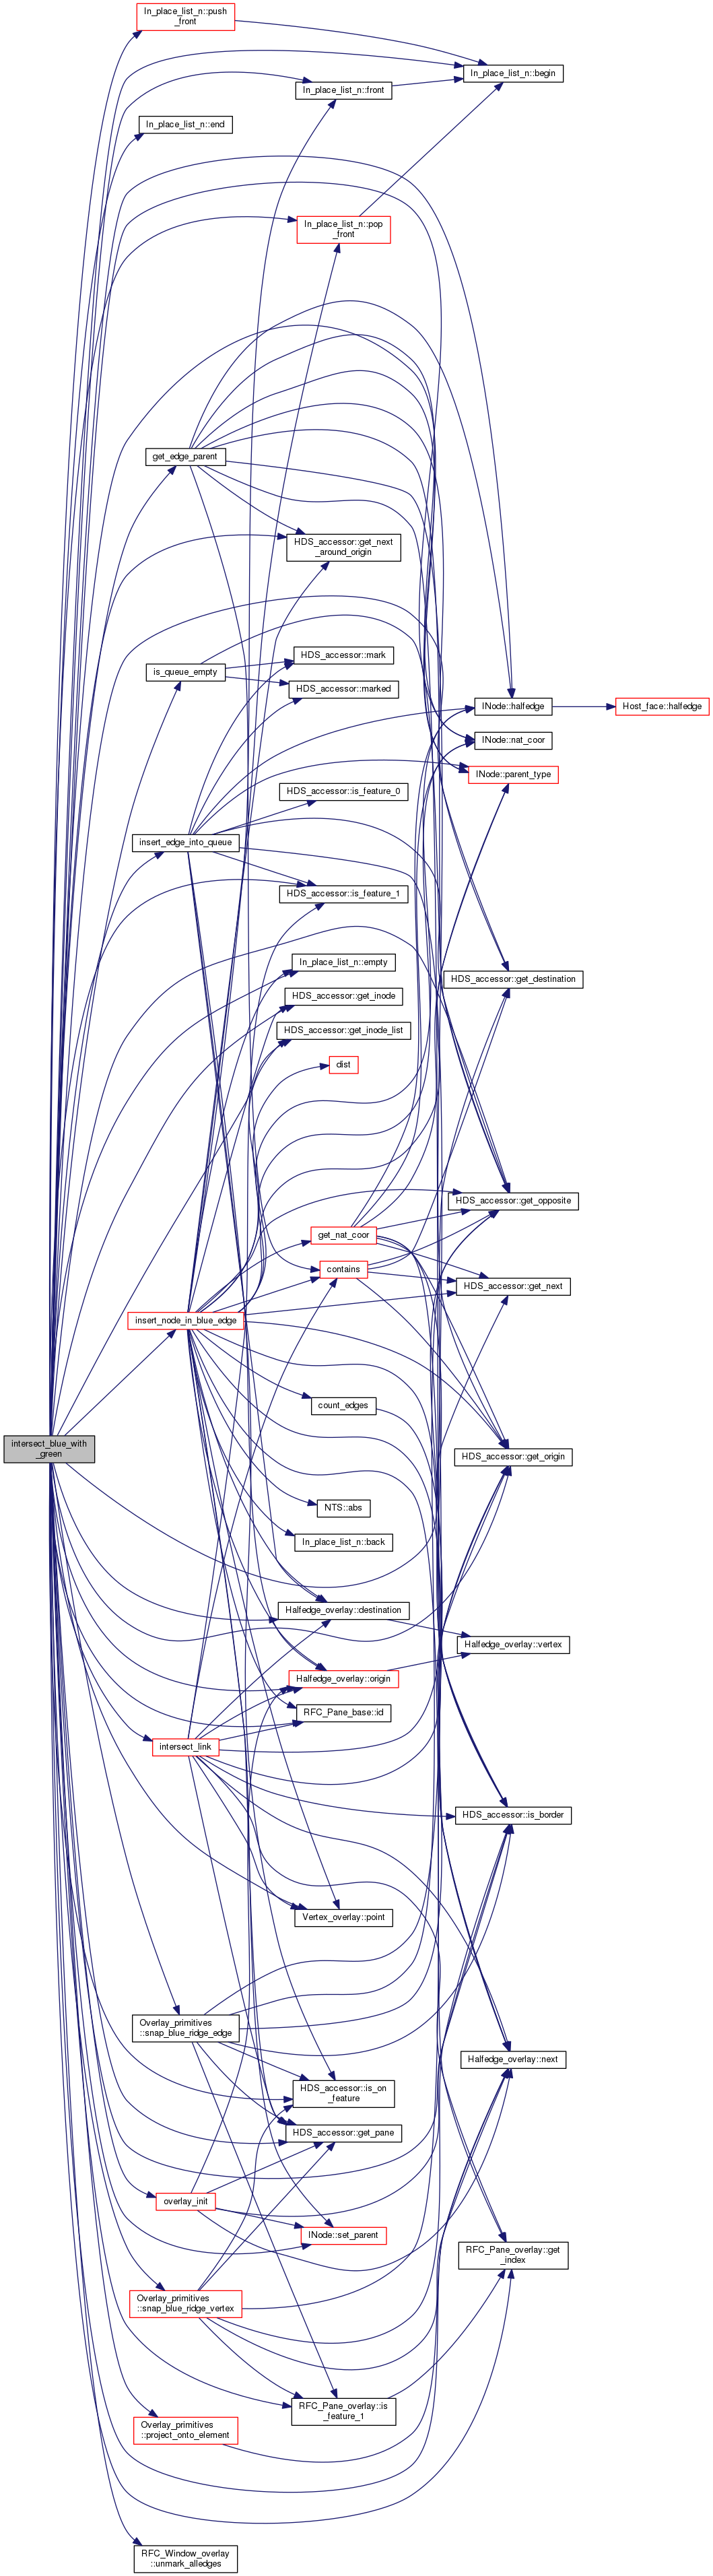 In_place_list_n::push
_front
In_place_list_n::begin
In_place_list_n::front
In_place_list_n::end
In_place_list_n::pop
_front
get_edge_parent
HDS_accessor::get_next
_around_origin
HDS_accessor::mark
is_queue_empty
HDS_accessor::marked
INode::halfedge
Host_face::halfedge
INode::nat_coor
INode::parent_type
HDS_accessor::is_feature_0
insert_edge_into_queue
HDS_accessor::is_feature_1
In_place_list_n::empty
HDS_accessor::get_destination
HDS_accessor::get_inode
HDS_accessor::get_inode_list
dist
HDS_accessor::get_opposite
get_nat_coor
contains
HDS_accessor::get_next
insert_node_in_blue_edge
count_edges
intersect_blue_with
_green
HDS_accessor::get_origin
NTS::abs
In_place_list_n::back
Halfedge_overlay::destination
Halfedge_overlay::vertex
Halfedge_overlay::origin
RFC_Pane_base::id
intersect_link
HDS_accessor::is_border
Vertex_overlay::point
Overlay_primitives
::snap_blue_ridge_edge
Halfedge_overlay::next
HDS_accessor::is_on
_feature
HDS_accessor::get_pane
overlay_init
INode::set_parent
RFC_Pane_overlay::get
_index
Overlay_primitives
::snap_blue_ridge_vertex
RFC_Pane_overlay::is
_feature_1
Overlay_primitives
::project_onto_element
RFC_Window_overlay
::unmark_alledges